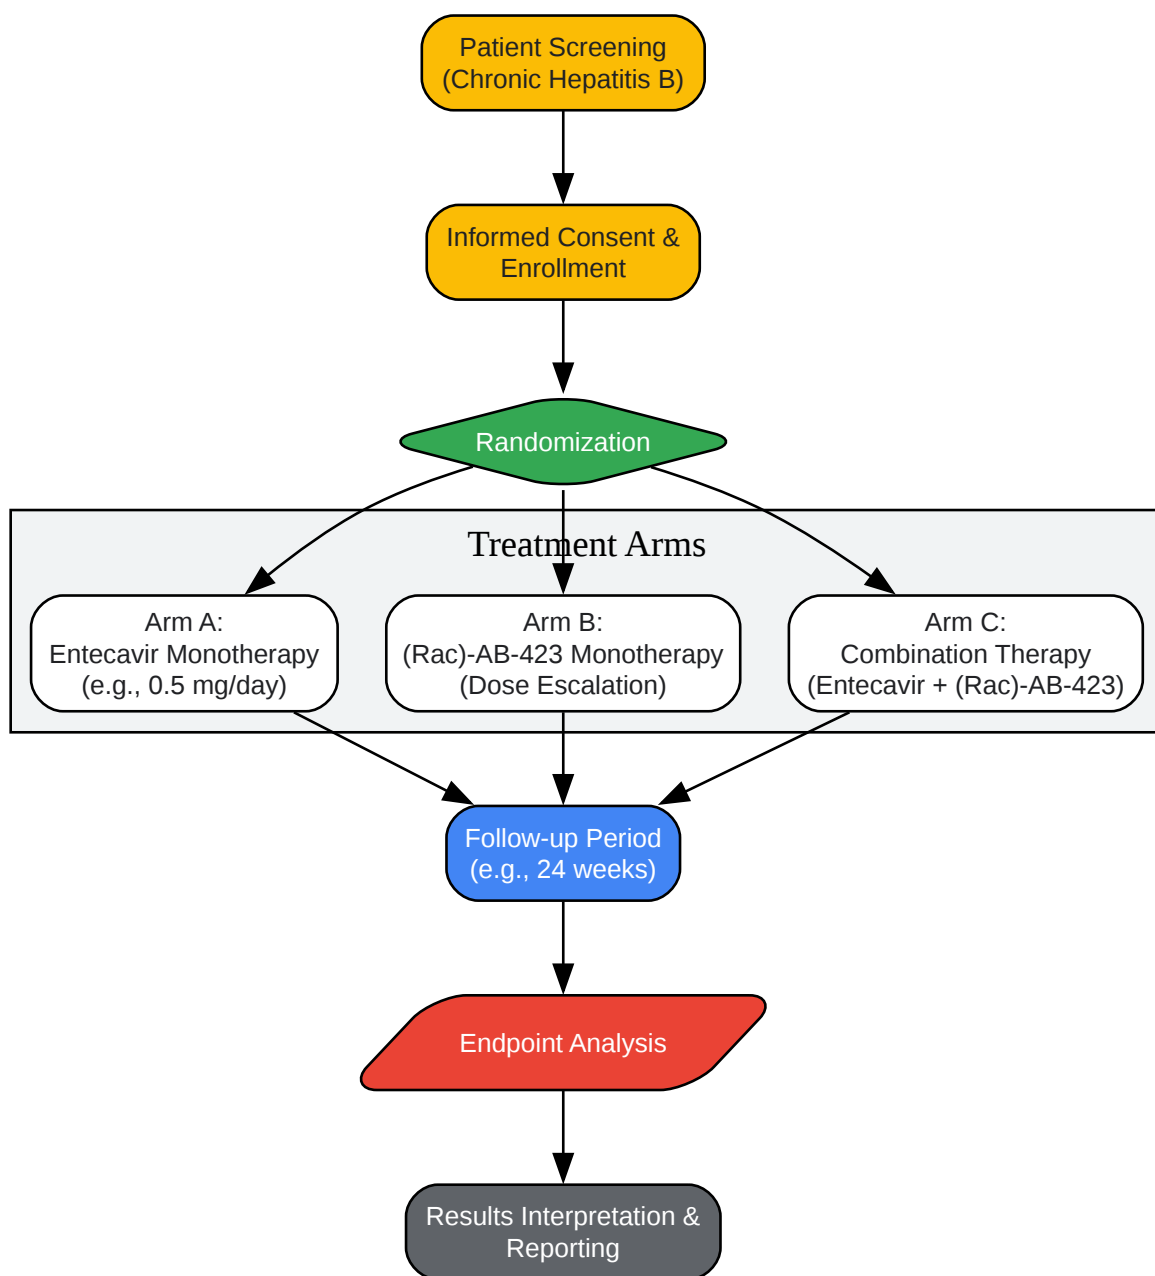 Patient Screening
(Chronic Hepatitis B)
Informed Consent &
Enrollment
Randomization
Treatment Arms
Arm A:
Entecavir Monotherapy
(e.g., 0.5 mg/day)
Arm B:
(Rac)-AB-423 Monotherapy
(Dose Escalation)
Arm C:
Combination Therapy
(Entecavir + (Rac)-AB-423)
Follow-up Period
(e.g., 24 weeks)
Endpoint Analysis
Results Interpretation &
Reporting